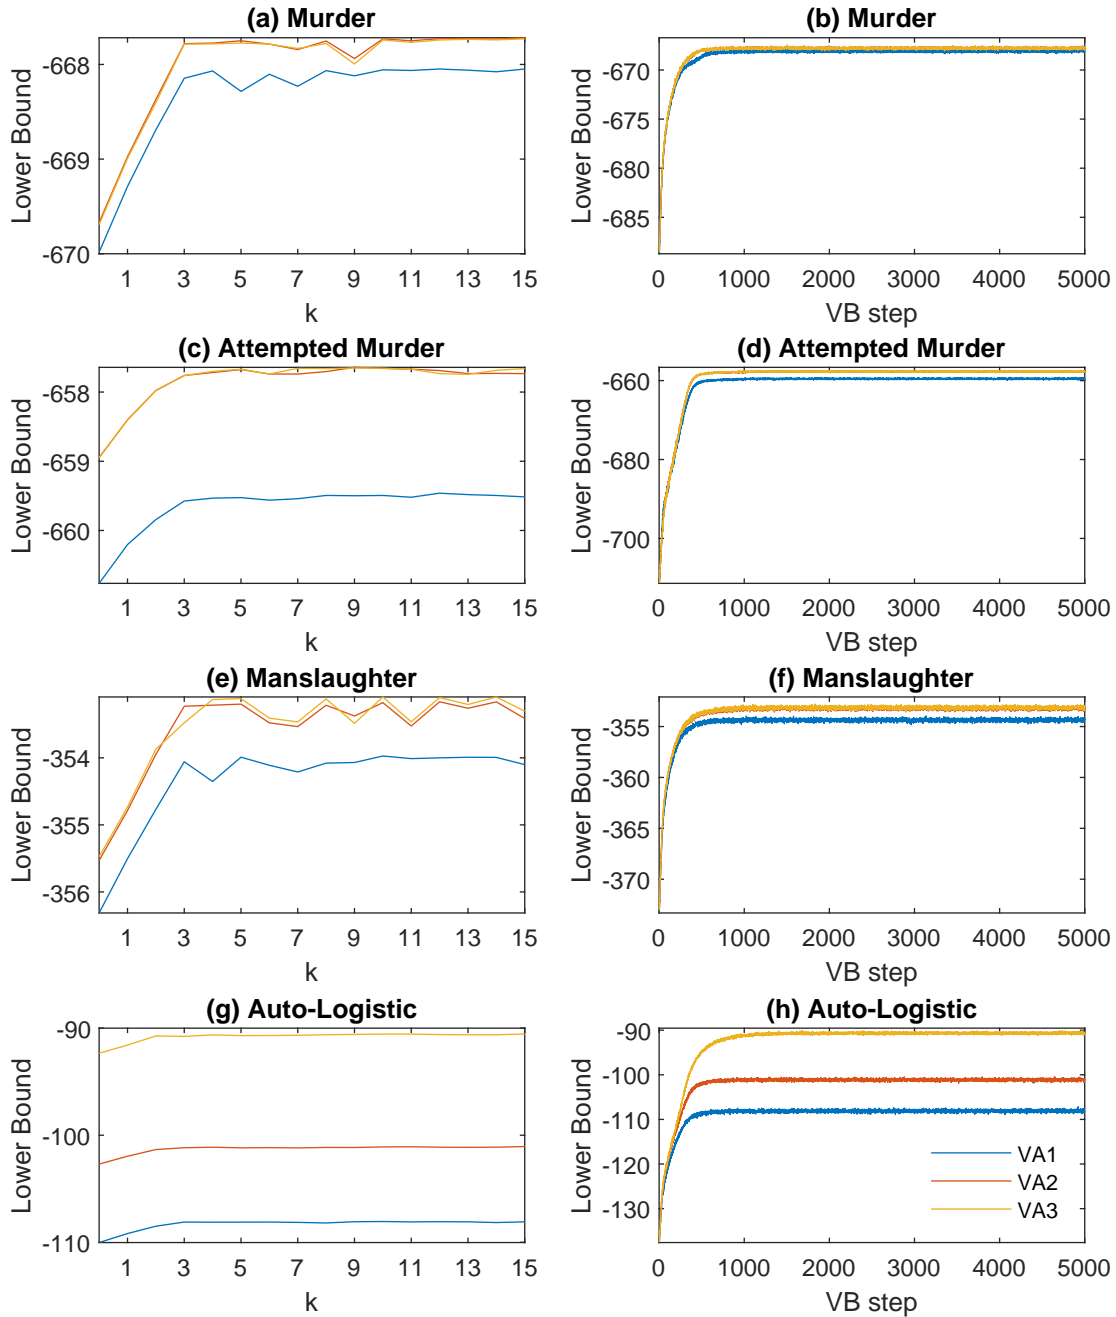 (a) Murder
-668
-669
-670
Lower Bound
1 3 5 7 9 11 13 15
k
(b) Murder
-670
-675
-680
-685
Lower Bound
0 1000 2000 3000 4000 5000
VB step
(c) Attempted Murder
-658
-659
-660
Lower Bound
1 3 5 7 9 11 13 15
k
(d) Attempted Murder
-660
-680
-700
Lower Bound
0 1000 2000 3000 4000 5000
VB step
(e) Manslaughter
-354
-355
-356
Lower Bound
1 3 5 7 9 11 13 15
k
(f) Manslaughter
-355
-360
-365
-370
Lower Bound
0 1000 2000 3000 4000 5000
VB step
(g) Auto-Logistic
-90
-100
-110
Lower Bound
1 3 5 7 9 11 13 15
k
(h) Auto-Logistic
-90
-100
-110
-120
-130
Lower Bound
VA1
VA2
VA3
0 1000 2000 3000 4000 5000
VB step